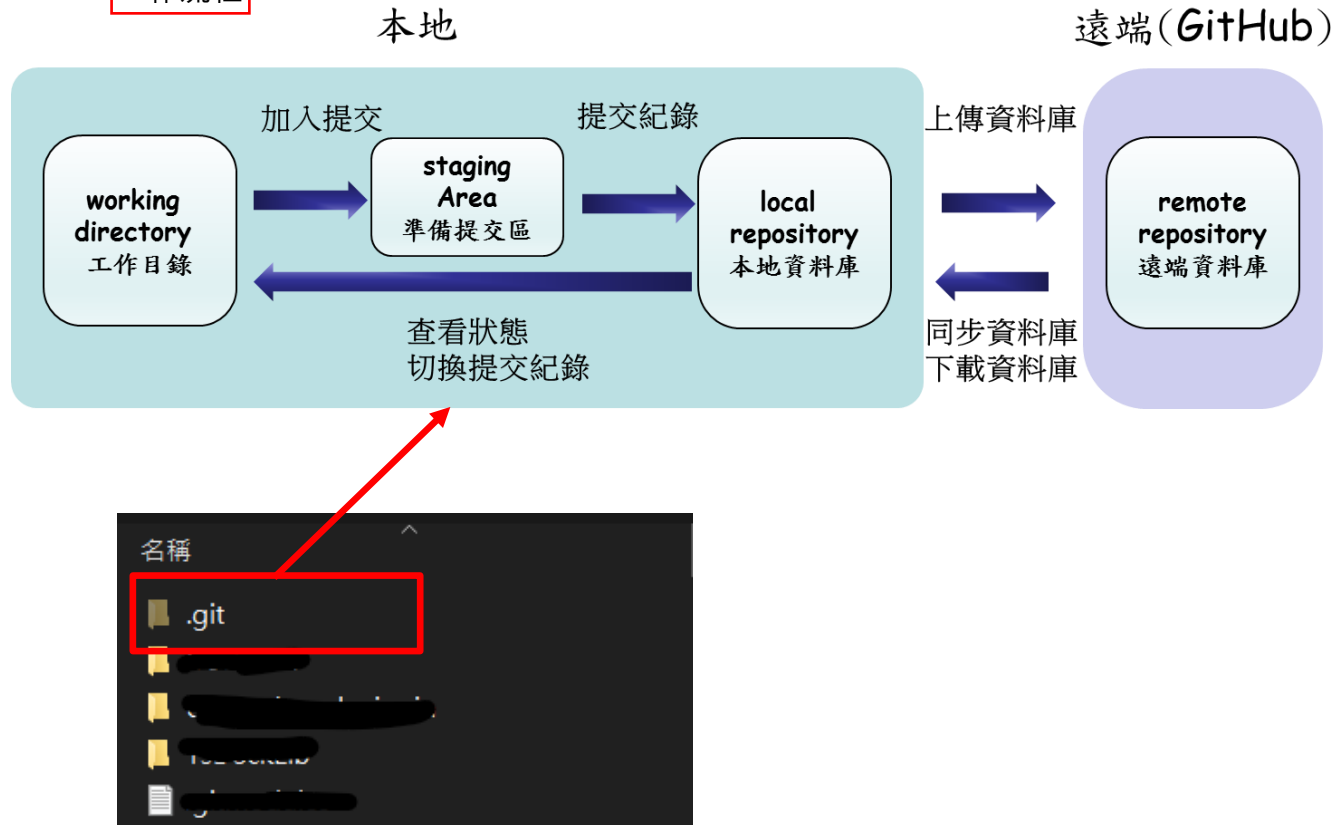 本地
遠端(GitHub)
加入提交
提交紀錄
上傳資料庫
working
directory
工作目錄
staging
Area
準備提交區
local
repository
本地資料庫
remote
repository
遠端資料庫
查看狀態
切換提交紀錄
同步資料庫
下載資料庫
名稱
.git